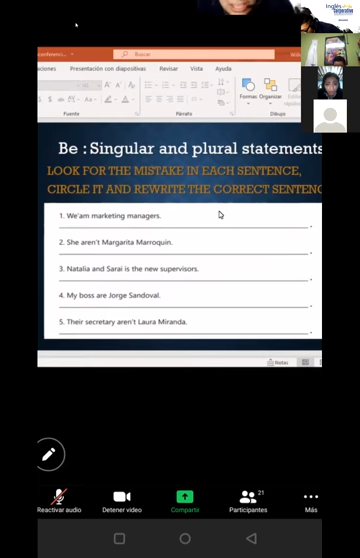 Inglés
corporativo
Buscar
Presentación con diapositivas Revisar Vista Ayuda
Formas Organizar
Fuente Párrafo Dibujo
Be : Singular and plural statements
LOOK FOR THE MISTAKE IN EACH SENTENCE,
CIRCLE IT AND REWRITE THE CORRECT SENTENC
1. We'am marketing managers.
2. She aren't Margarita Marroquin.
3. Natalia and Sarai is the new supervisors.
4. My boss are Jorge Sandoval.
5. Their secretary aren't Laura Miranda.
Notas
21
Reactivar audio Detener video Compartir Participantes Más